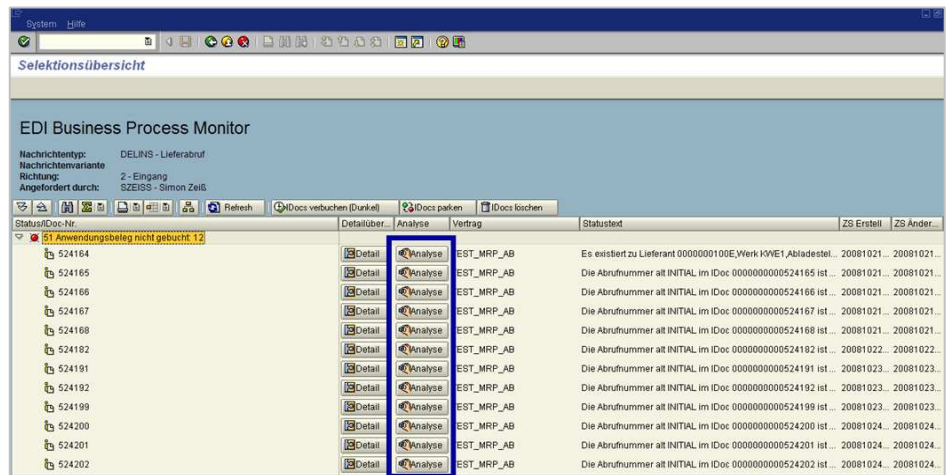 System Hilfe
Selektionsübersicht
EDI Business Process Monitor
Nachrichtentyp: DELINS - Lieferabruf
Nachrichtenvariante
Richtung: 2 - Eingang
Angefordert durch: SZEISS - Simon Zeiß
Refresh IDocs verbuchen (Dunkel) IDocs parken IDocs löschen
Status/IDoc-Nr. Detailüber... Analyse Vertrag Statustext ZS Erstell ZS Änder...
51 Anwendungsbeleg nicht gebucht: 12
524164 Detail Analyse EST_MRP_AB Es existiert zu Lieferant 0000000100E,Werk KWE1,Abladestel... 20081021... 20081021...
524165 Detail Analyse EST_MRP_AB Die Abrufnummer alt INITIAL im IDoc 0000000000524165 ist ... 20081021... 20081021...
524166 Detail Analyse EST_MRP_AB Die Abrufnummer alt INITIAL im IDoc 0000000000524166 ist ... 20081021... 20081021...
524167 Detail Analyse EST_MRP_AB Die Abrufnummer alt INITIAL im IDoc 0000000000524167 ist ... 20081021... 20081021...
524168 Detail Analyse EST_MRP_AB Die Abrufnummer alt INITIAL im IDoc 0000000000524168 ist ... 20081021... 20081021...
524182 Detail Analyse EST_MRP_AB Die Abrufnummer alt INITIAL im IDoc 0000000000524182 ist ... 20081022... 20081022...
524191 Detail Analyse EST_MRP_AB Die Abrufnummer alt INITIAL im IDoc 0000000000524191 ist ... 20081023... 20081023...
524192 Detail Analyse EST_MRP_AB Die Abrufnummer alt INITIAL im IDoc 0000000000524192 ist ... 20081023... 20081023...
524199 Detail Analyse EST_MRP_AB Die Abrufnummer alt INITIAL im IDoc 0000000000524199 ist ... 20081023... 20081023...
524200 Detail Analyse EST_MRP_AB Die Abrufnummer alt INITIAL im IDoc 0000000000524200 ist ... 20081024... 20081024...
524201 Detail Analyse EST_MRP_AB Die Abrufnummer alt INITIAL im IDoc 0000000000524201 ist ... 20081024... 20081024...
524202 Detail Analyse EST_MRP_AB Die Abrufnummer alt INITIAL im IDoc 0000000000524202 ist ... 20081024... 20081024...